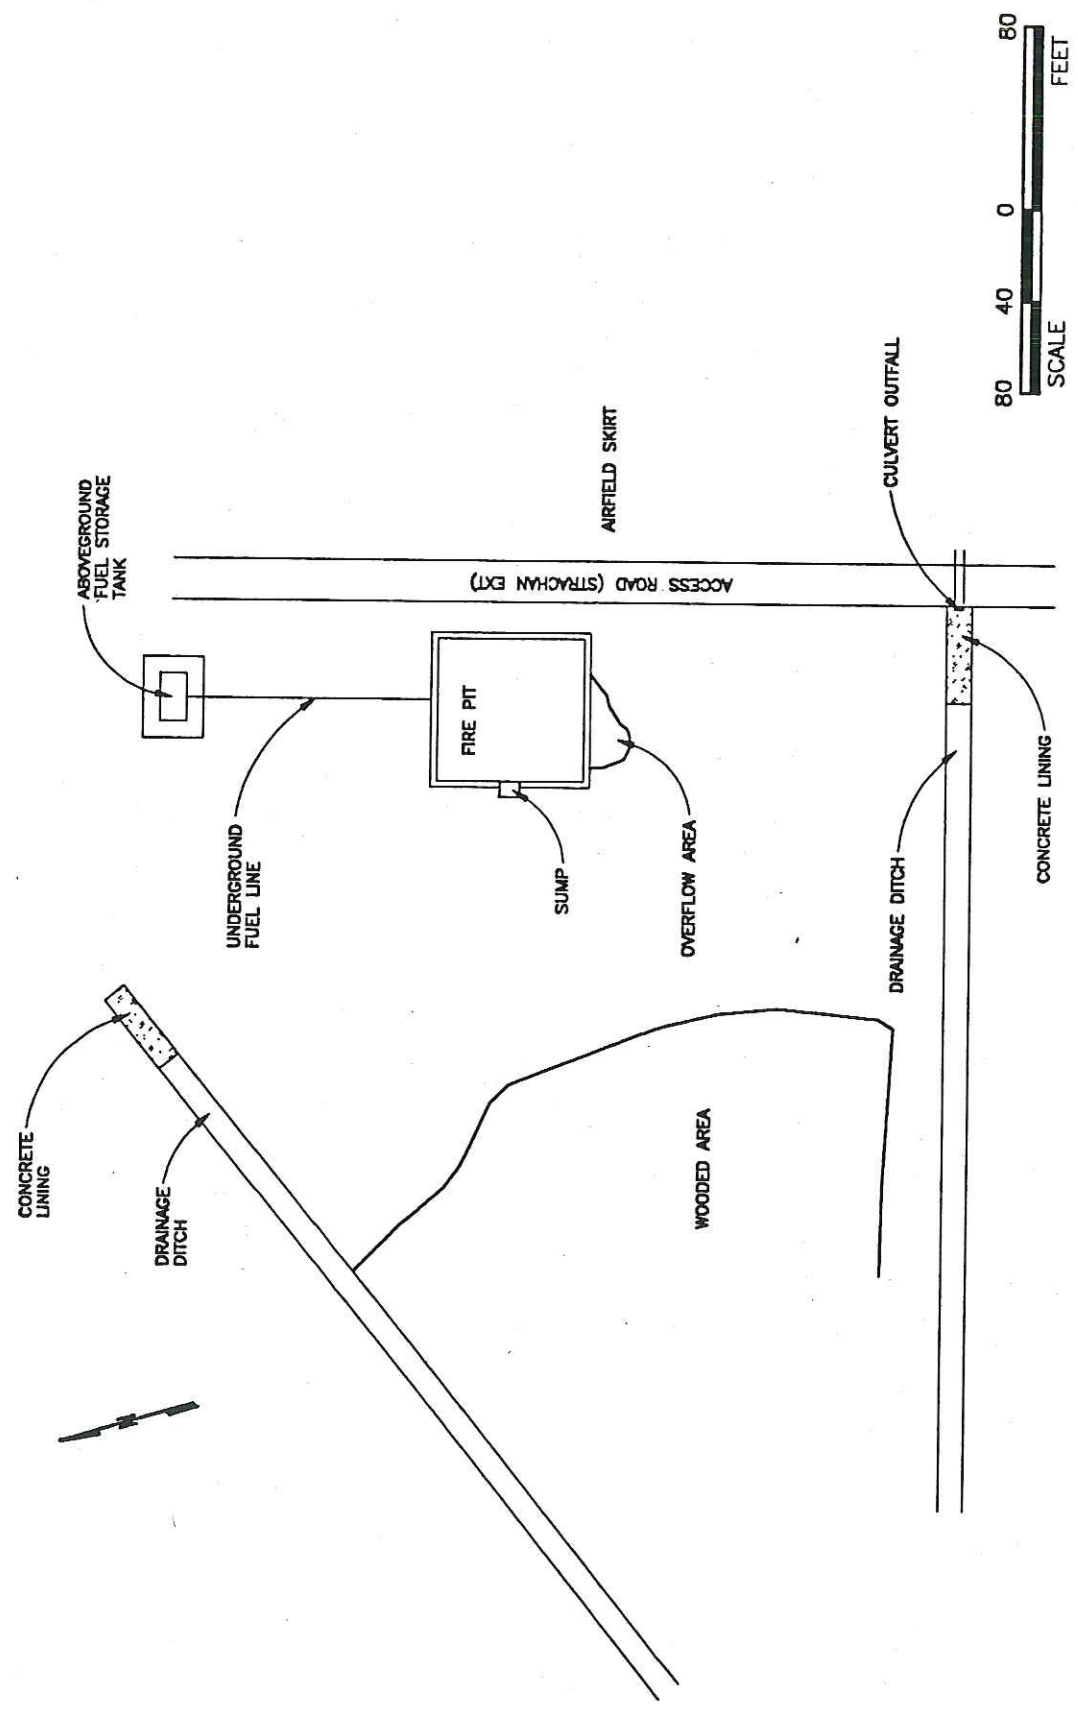 CONCRETE
LINING
DRAINAGE
DITCH
N
WOODED AREA
UNDERGROUND
FUEL LINE
ABOVEGROUND
FUEL STORAGE
TANK
FIRE PIT
SUMP
OVERFLOW AREA
ACCESS ROAD (STRACHAN EXT)
AIRFIELD SKIRT
DRAINAGE DITCH
CULVERT OUTFALL
CONCRETE LINING
80 40 0 80
SCALE FEET